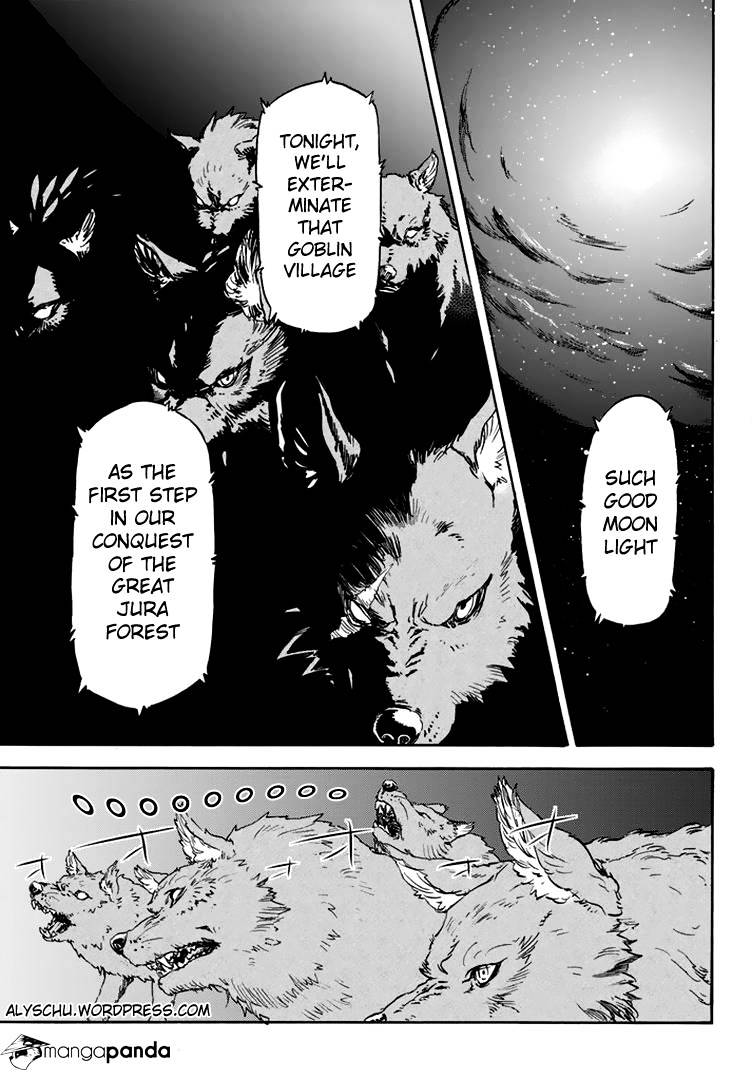 SUCH
GOOD
MOON
LIGHT
TONIGHT,
WE'LL
EXTER-
MINATE
THAT
GOBLIN
VILLAGE
AS THE
FIRST STEP
IN OUR
CONQUEST
OF THE
GREAT
JURA
FOREST
ALYSCHU.WORDPRESS.COM
mangapanda